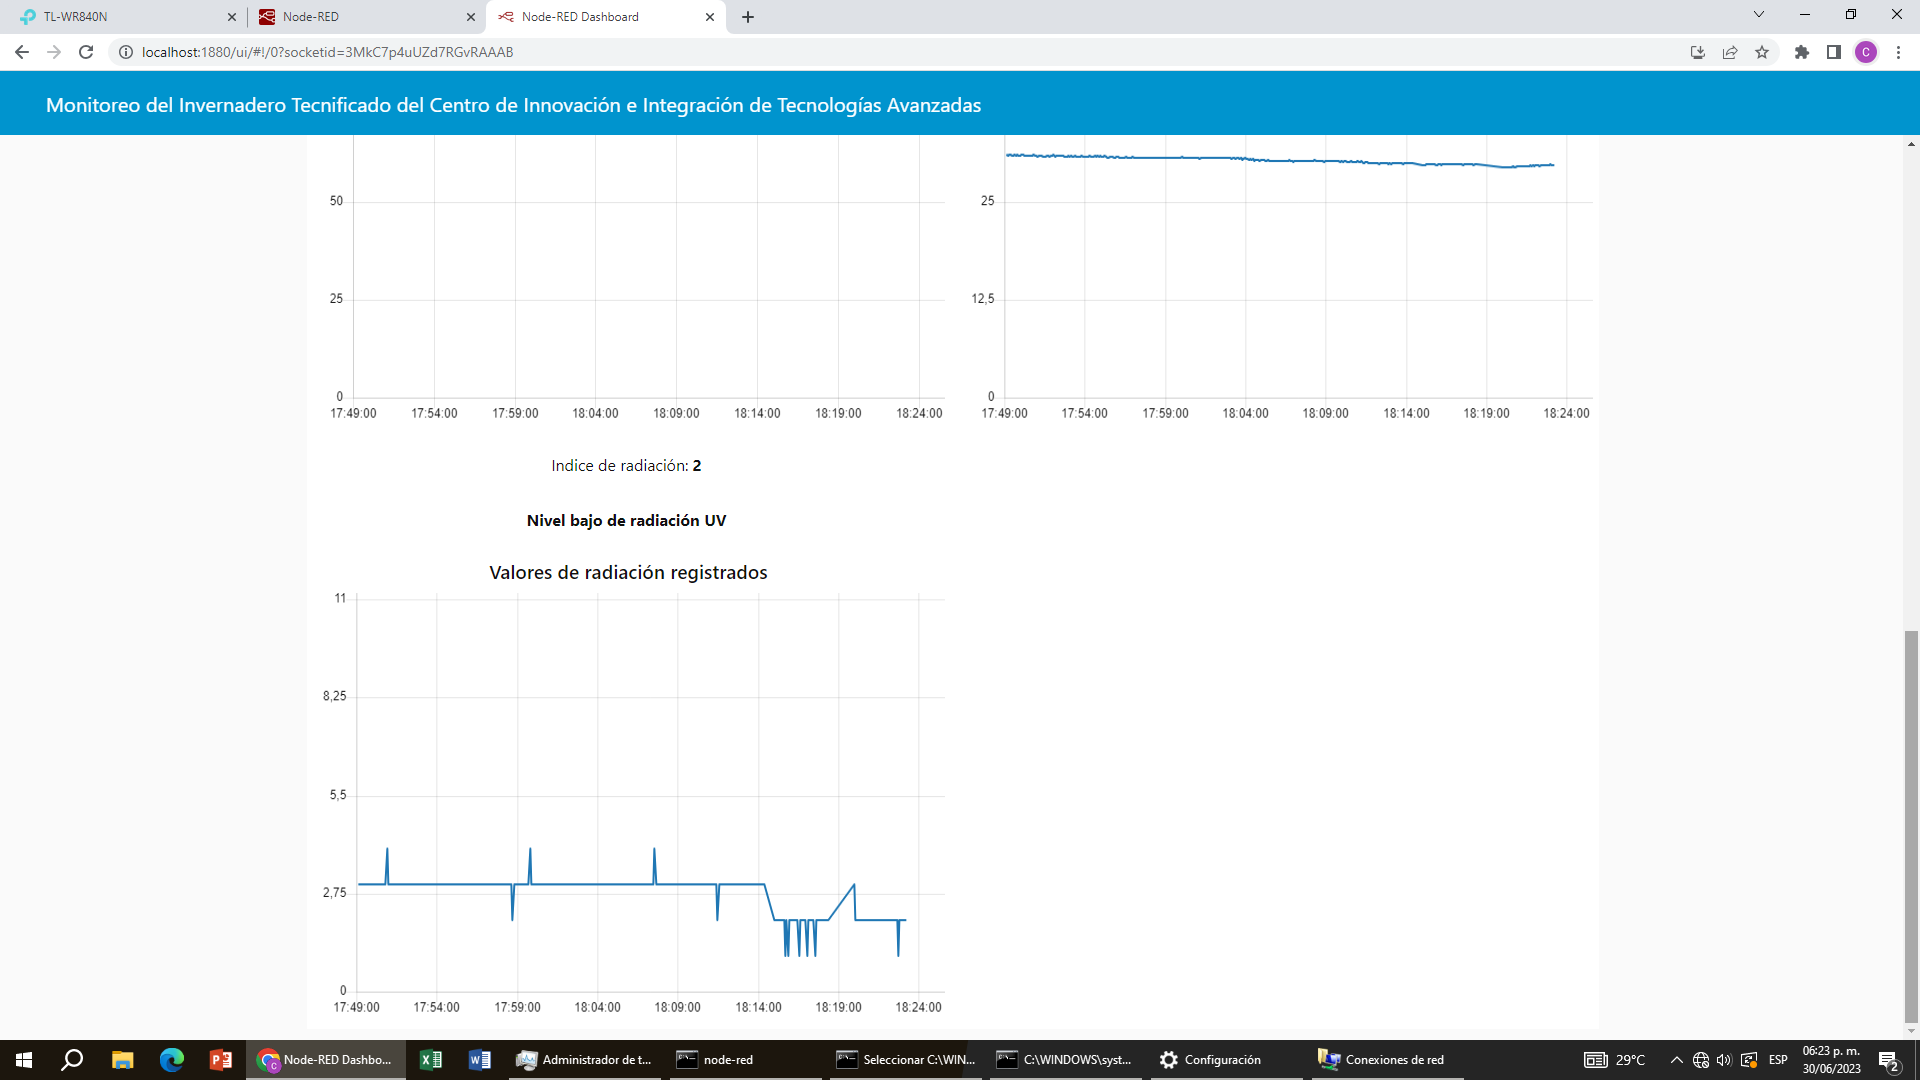 TL-WR840N
Node-RED
Node-RED Dashboard
localhost:1880/ui/#!/0?socketid=3MkC7p4uUZd7RGvRAAAB
C
Monitoreo del Invernadero Tecnificado del Centro de Innovación e Integración de Tecnologías Avanzadas
50
25
0
17:49:00 17:54:00 17:59:00 18:04:00 18:09:00 18:14:00 18:19:00 18:24:00
25
12,5
0
17:49:00 17:54:00 17:59:00 18:04:00 18:09:00 18:14:00 18:19:00 18:24:00
Indice de radiación: 2
Nivel bajo de radiación UV
Valores de radiación registrados
11
8,25
5,5
2,75
0
17:49:00 17:54:00 17:59:00 18:04:00 18:09:00 18:14:00 18:19:00 18:24:00
Node-RED Dashbo...
Administrador de t...
node-red
Seleccionar C:\WIN...
C:\WINDOWS\syst...
Configuración
Conexiones de red
29°C
ESP
06:23 p. m.
30/06/2023
2